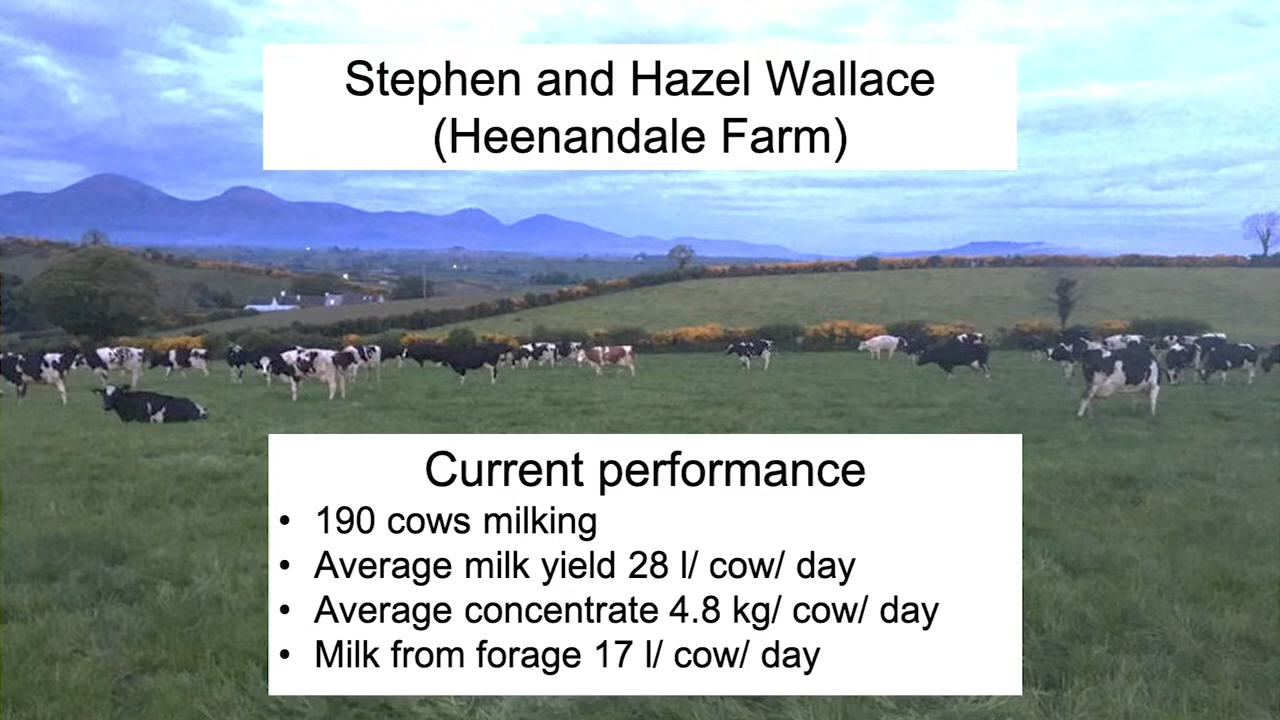 Stephen and Hazel Wallace
(Heenandale Farm)
Current performance
• 190 cows milking
• Average milk yield 28 l/ cow/ day
• Average concentrate 4.8 kg/ cow/ day
• Milk from forage 17 l/ cow/ day